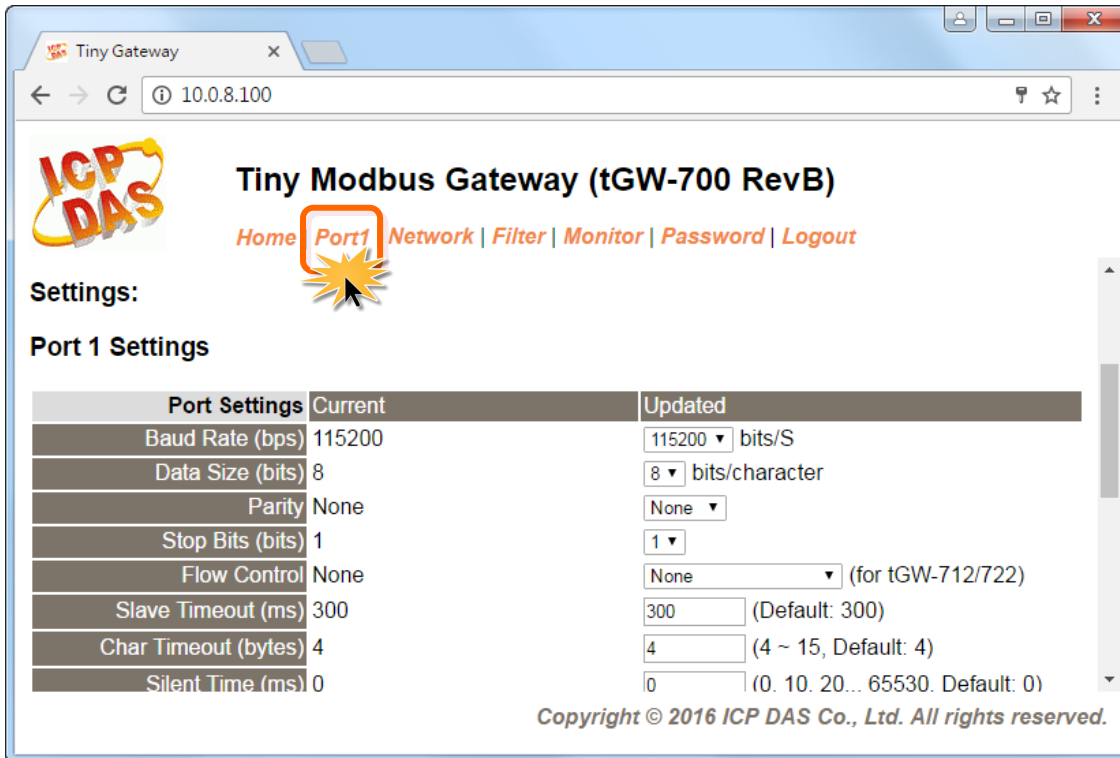 Tiny Gateway
10.0.8.100
ICP
DAS
Tiny Modbus Gateway (tGW-700 RevB)
Home Port1 Network | Filter | Monitor | Password | Logout
Settings:
Port 1 Settings
Port Settings Current Updated
Baud Rate (bps) 115200 115200 bits/S
Data Size (bits) 8 8 bits/character
Parity None None
Stop Bits (bits) 1 1
Flow Control None None (for tGW-712/722)
Slave Timeout (ms) 300 300 (Default: 300)
Char Timeout (bytes) 4 4 (4 ~ 15, Default: 4)
Silent Time (ms) 0 0 (0, 10, 20... 65530, Default: 0)
Copyright © 2016 ICP DAS Co., Ltd. All rights reserved.